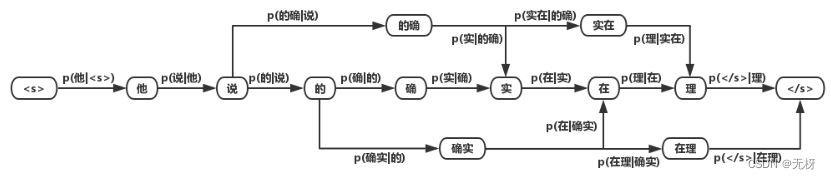 p(的确|说)
的确
p(实在|的确)
实在
p(实|的确)
p(理|实在)
<s>
p(他|<s>)
他
p(说|他)
说
p(的|说)
的
p(确|的)
确
p(实|确)
实
p(在|实)
在
p(理|在)
理
p(</s>|理)
</s>
p(在|确实)
p(确实|的)
确实
p(在理|确实)
在理
p(</s>|在理)
CSDN @无枒